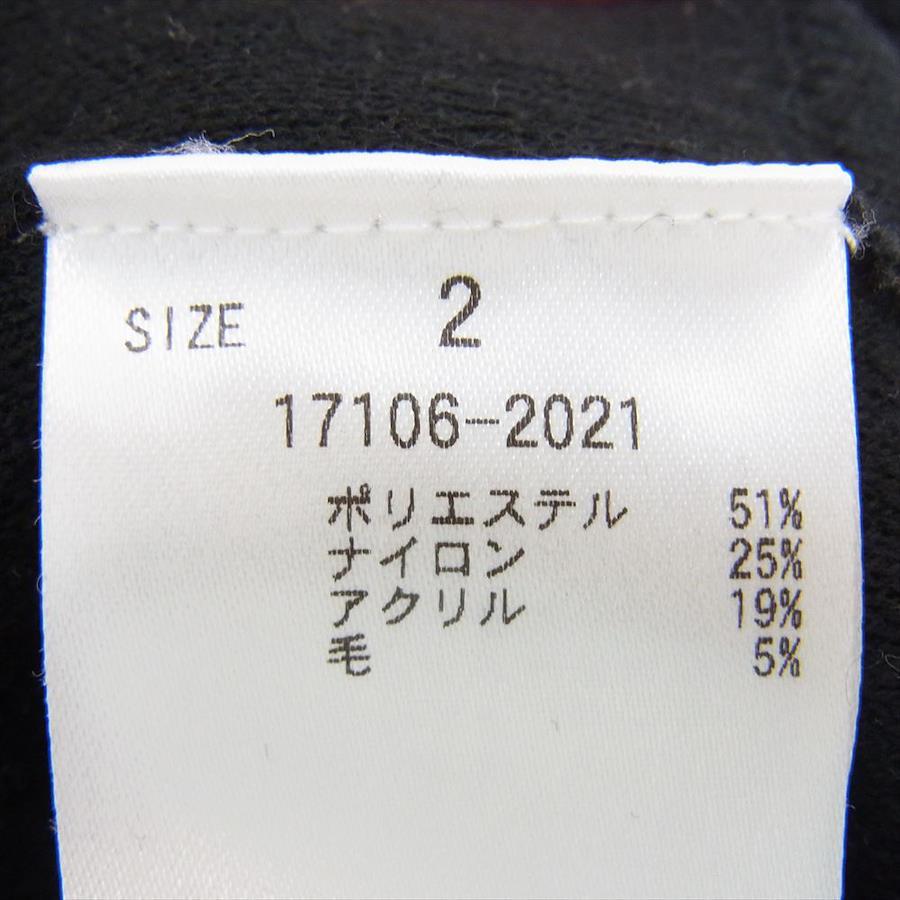 SIZE 2
17106-2021
ポリエステル 51%
ナイロン 25%
アクリル 19%
毛 5%